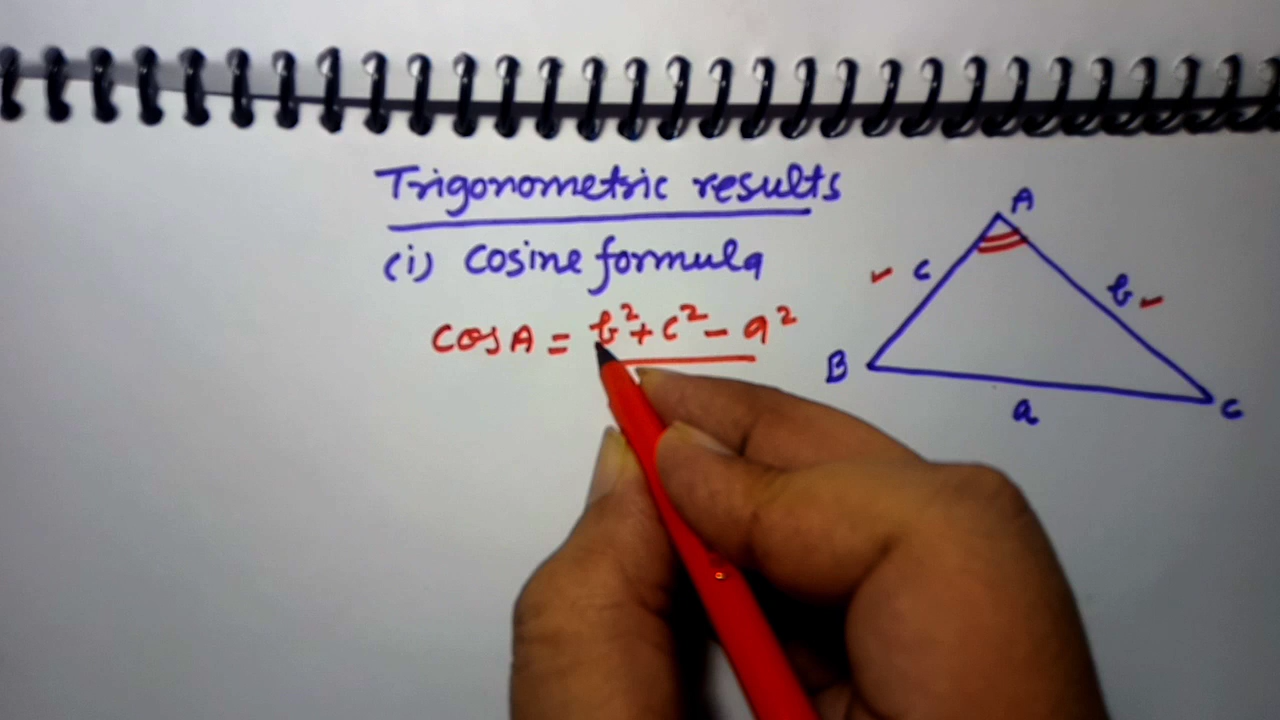 Trigonometric results
(i) Cosine formula
cos A = b² + c² - a²
A
c
b
B
a
C